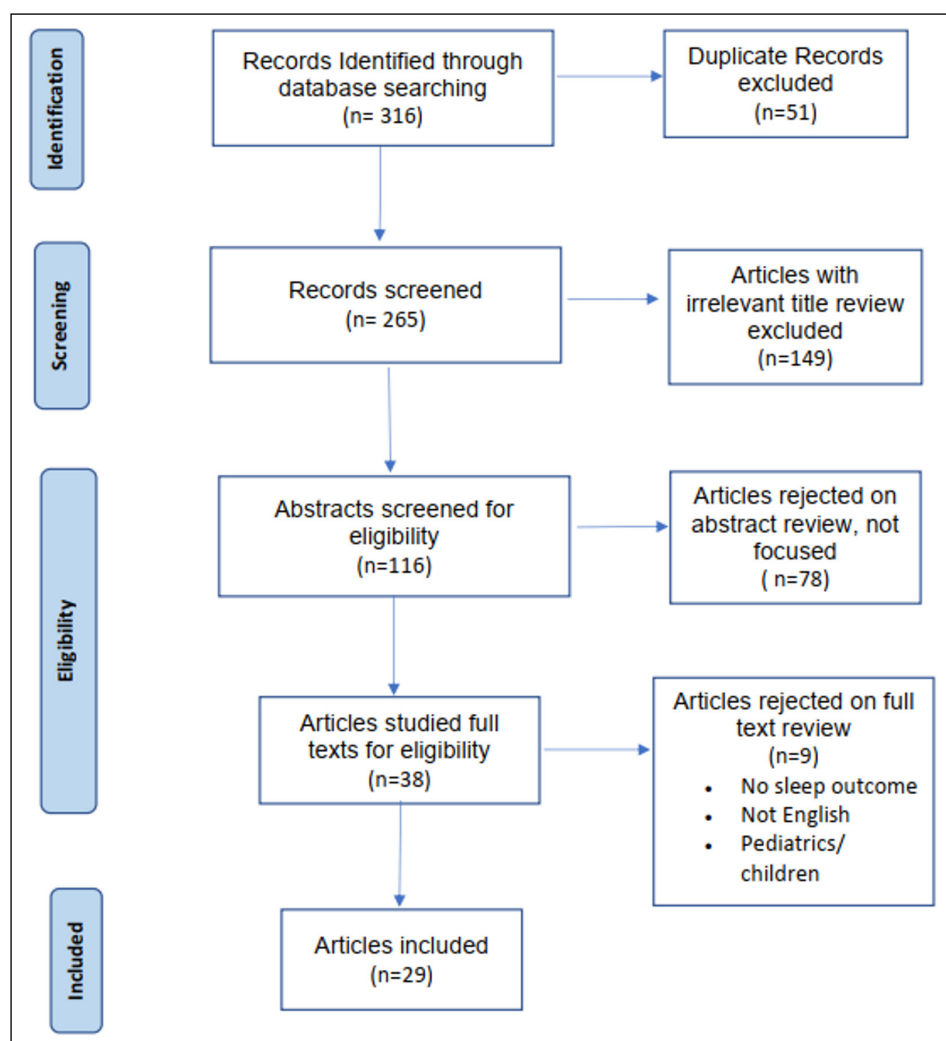 Identification
Records Identified through
database searching
(n= 316)
Duplicate Records
excluded
(n=51)
Screening
Records screened
(n= 265)
Articles with
irrelevant title review
excluded
(n=149)
Eligibility
Abstracts screened for
eligibility
(n=116)
Articles rejected on
abstract review, not
focused
( n=78)
Articles studied full
texts for eligibility
(n=38)
Articles rejected on full
text review
(n=9)
• No sleep outcome
• Not English
• Pediatrics/
children
Included
Articles included
(n=29)